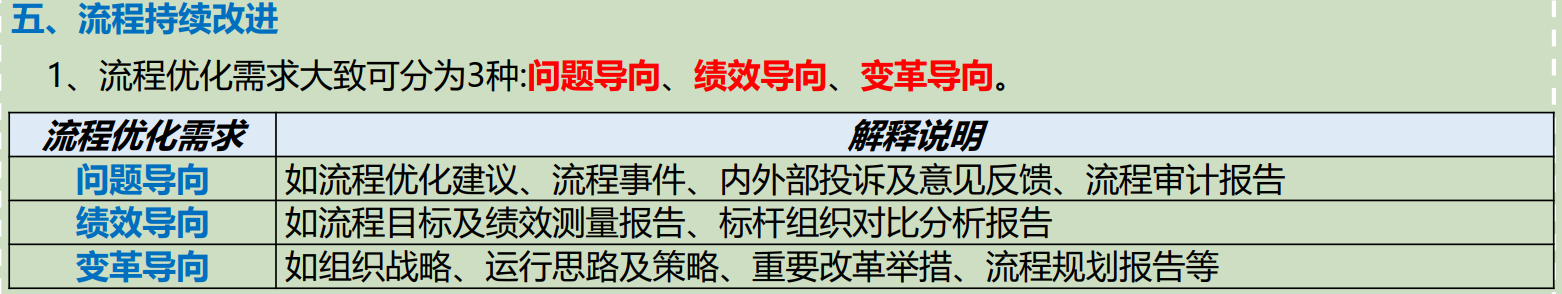 五、流程持续改进
1、流程优化需求大致可分为3种:问题导向、绩效导向、变革导向。
流程优化需求 解释说明
问题导向 如流程优化建议、流程事件、内外部投诉及意见反馈、流程审计报告
绩效导向 如流程目标及绩效测量报告、标杆组织对比分析报告
变革导向 如组织战略、运行思路及策略、重要改革举措、流程规划报告等